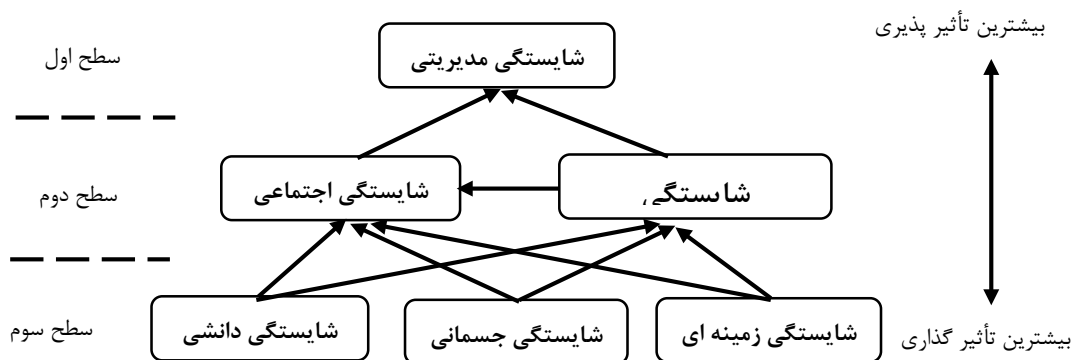 بیشترین تأثیر پذیری
شایستگی مدیریتی
سطح اول
شایستگی
شایستگی اجتماعی
سطح دوم
شایستگی زمینه ای
شایستگی جسمانی
شایستگی دانشی
سطح سوم
بیشترین تأثیر گذاری